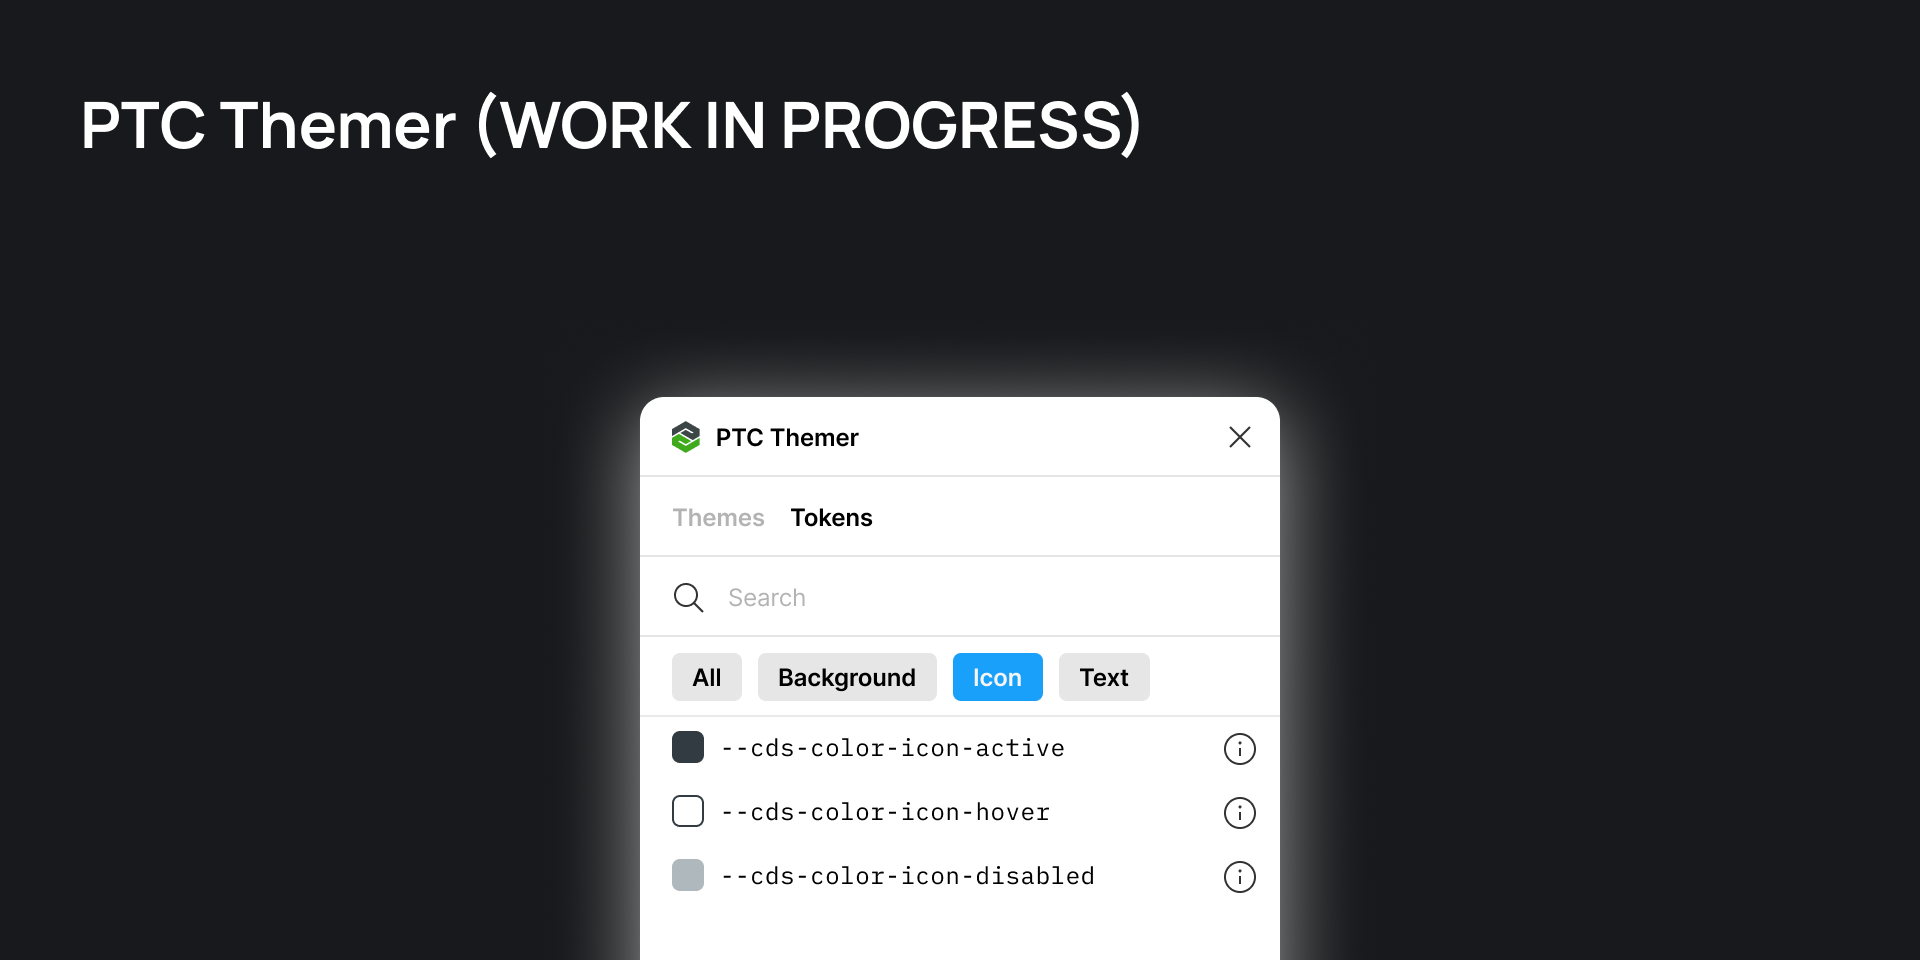 PTC Themer (WORK IN PROGRESS)
PTC Themer
Themes Tokens
Search
All Background Icon Text
--cds-color-icon-active
--cds-color-icon-hover
--cds-color-icon-disabled